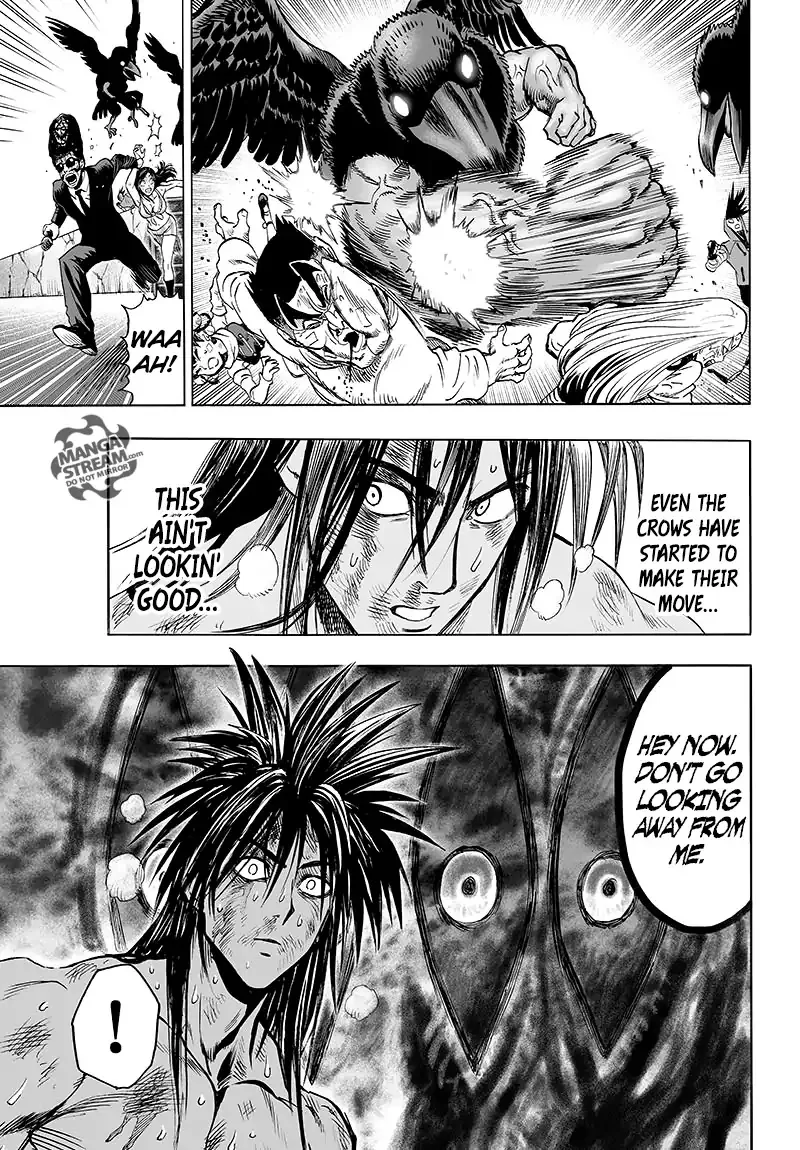 WAA
AH!
EVEN THE
CROWS HAVE
STARTED TO
MAKE THEIR
MOVE...
THIS
AIN'T
LOOKIN'
GOOD...
MANGA
STREAM.com
DO NOT MIRROR
HEY NOW.
DON'T GO
LOOKING
AWAY FROM
ME.
!